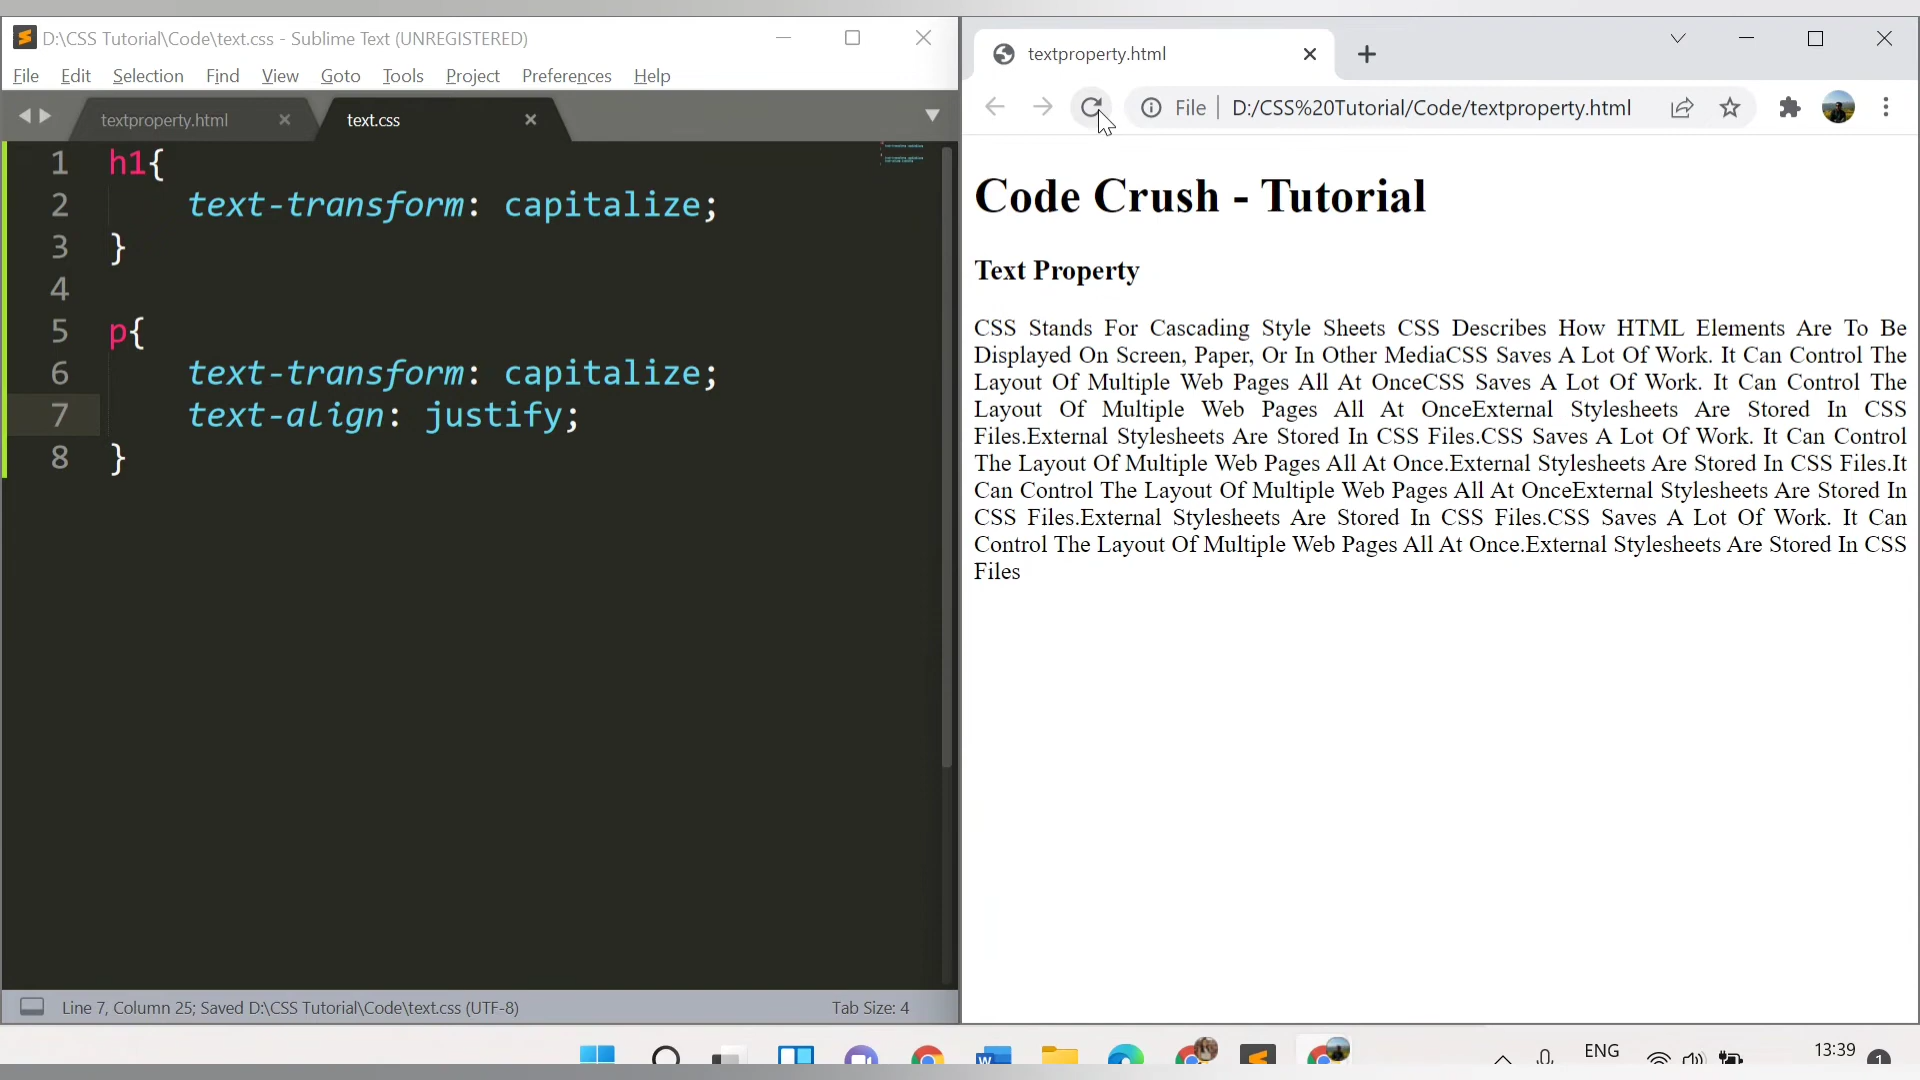 D:\CSS Tutorial\Code\text.css - Sublime Text (UNREGISTERED)
File Edit Selection Find View Goto Tools Project Preferences Help
textproperty.html
text.css
1 h1{
2 text-transform: capitalize;
3 }
4
5 p{
6 text-transform: capitalize;
7 text-align: justify;
8 }
Line 7, Column 25; Saved D:\CSS Tutorial\Code\text.css (UTF-8)
Tab Size: 4
textproperty.html
File D:/CSS%20Tutorial/Code/textproperty.html
Code Crush - Tutorial
Text Property
CSS Stands For Cascading Style Sheets CSS Describes How HTML Elements Are To Be
Displayed On Screen, Paper, Or In Other MediaCSS Saves A Lot Of Work. It Can Control The
Layout Of Multiple Web Pages All At OnceCSS Saves A Lot Of Work. It Can Control The
Layout Of Multiple Web Pages All At OnceExternal Stylesheets Are Stored In CSS
Files.External Stylesheets Are Stored In CSS Files.CSS Saves A Lot Of Work. It Can Control
The Layout Of Multiple Web Pages All At Once.External Stylesheets Are Stored In CSS Files.It
Can Control The Layout Of Multiple Web Pages All At OnceExternal Stylesheets Are Stored In
CSS Files.External Stylesheets Are Stored In CSS Files.CSS Saves A Lot Of Work. It Can
Control The Layout Of Multiple Web Pages All At Once.External Stylesheets Are Stored In CSS
Files
W
ENG
13:39
1